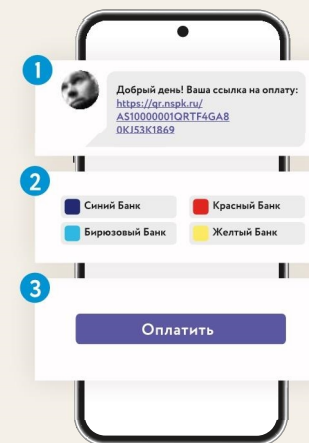 1
Добрый день! Ваша ссылка на оплату:
https://qr.nspk.ru/
AS10000001QRTF4GA8
0KJ53K1869
2
Синий Банк
Красный Банк
Бирюзовый Банк
Желтый Банк
3
Оплатить